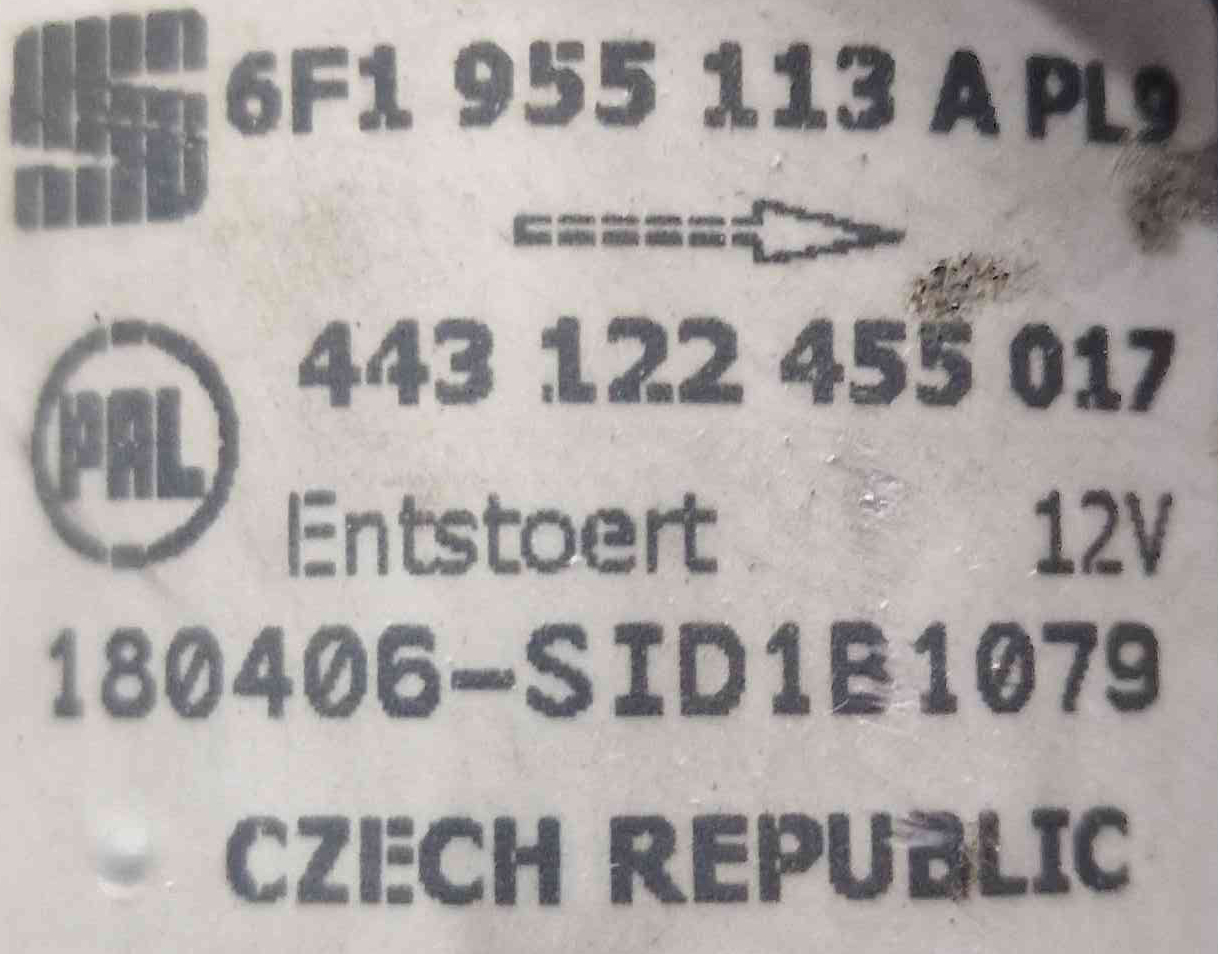 6F1 955 113 A PL9
443 122 455 017
PAL
Entstoert 12V
180406-SID1B1079
CZECH REPUBLIC